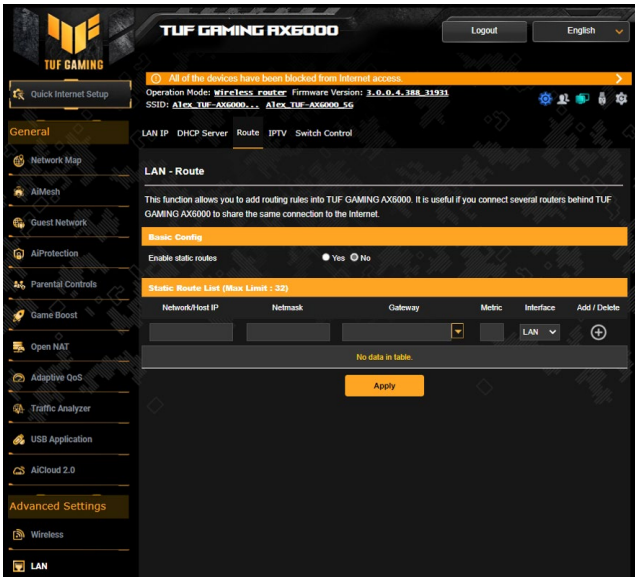 TUF GAMING AX6000
Logout
English
TUF GAMING
All of the devices have been blocked from Internet access.
Quick Internet Setup
Operation Mode: Wireless router Firmware Version: 3.0.0.4.388_31931
SSID: Alex_TUF-AX6000... Alex_TUF-AX6000_5G
General
LAN IP DHCP Server Route IPTV Switch Control
Network Map
LAN - Route
AiMesh
This function allows you to add routing rules into TUF GAMING AX6000. It is useful if you connect several routers behind TUF
GAMING AX6000 to share the same connection to the Internet.
Guest Network
Basic Config
AiProtection
Enable static routes Yes No
Parental Controls
Static Route List (Max Limit : 32)
Network/Host IP Netmask Gateway Metric Interface Add / Delete
Game Boost
LAN
Open NAT
No data in table.
Adaptive QoS
Apply
Traffic Analyzer
USB Application
AiCloud 2.0
Advanced Settings
Wireless
LAN